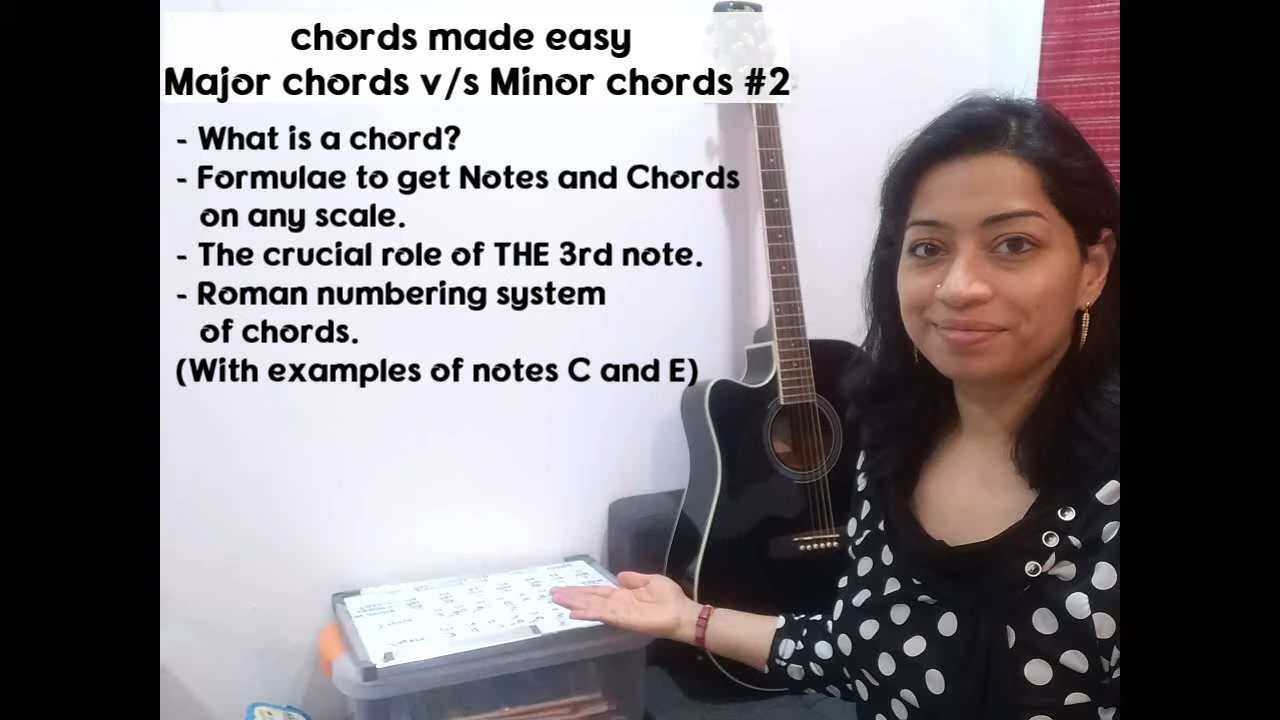 chords made easy
Major chords v/s Minor chords #2
- What is a chord?
- Formulae to get Notes and Chords
on any scale.
- The crucial role of THE 3rd note.
- Roman numbering system
of chords.
(With examples of notes C and E)